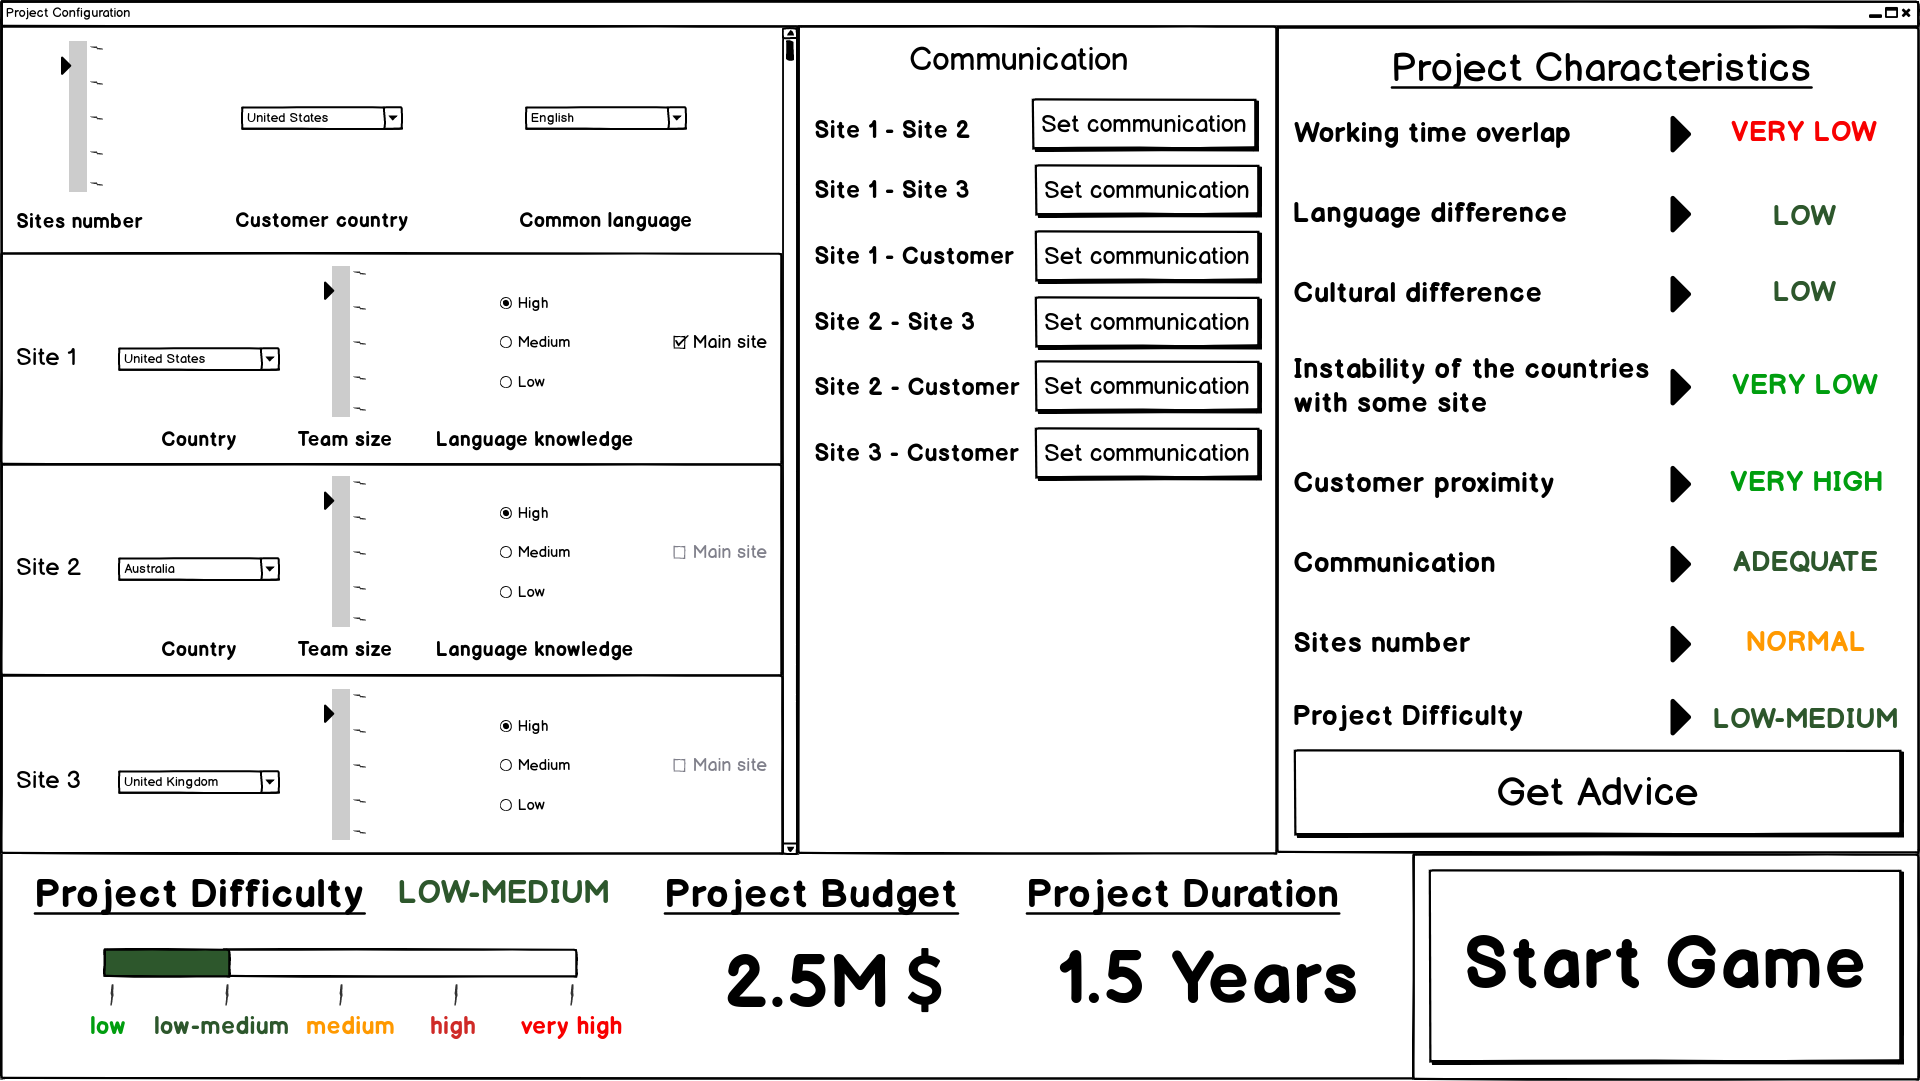 Project Configuration
United States
English
Sites number
Customer country
Common language
Site 1
United States
High
Medium
Low
Main site
Country
Team size
Language knowledge
Site 2
Australia
High
Medium
Low
Main site
Country
Team size
Language knowledge
Site 3
United Kingdom
High
Medium
Low
Main site
Communication
Site 1 - Site 2
Set communication
Site 1 - Site 3
Set communication
Site 1 - Customer
Set communication
Site 2 - Site 3
Set communication
Site 2 - Customer
Set communication
Site 3 - Customer
Set communication
Project Characteristics
Working time overlap
VERY LOW
Language difference
LOW
Cultural difference
LOW
Instability of the countries
with some site
VERY LOW
Customer proximity
VERY HIGH
Communication
ADEQUATE
Sites number
NORMAL
Project Difficulty
LOW-MEDIUM
Get Advice
Project Difficulty
LOW-MEDIUM
low
low-medium
medium
high
very high
Project Budget
2.5M $
Project Duration
1.5 Years
Start Game